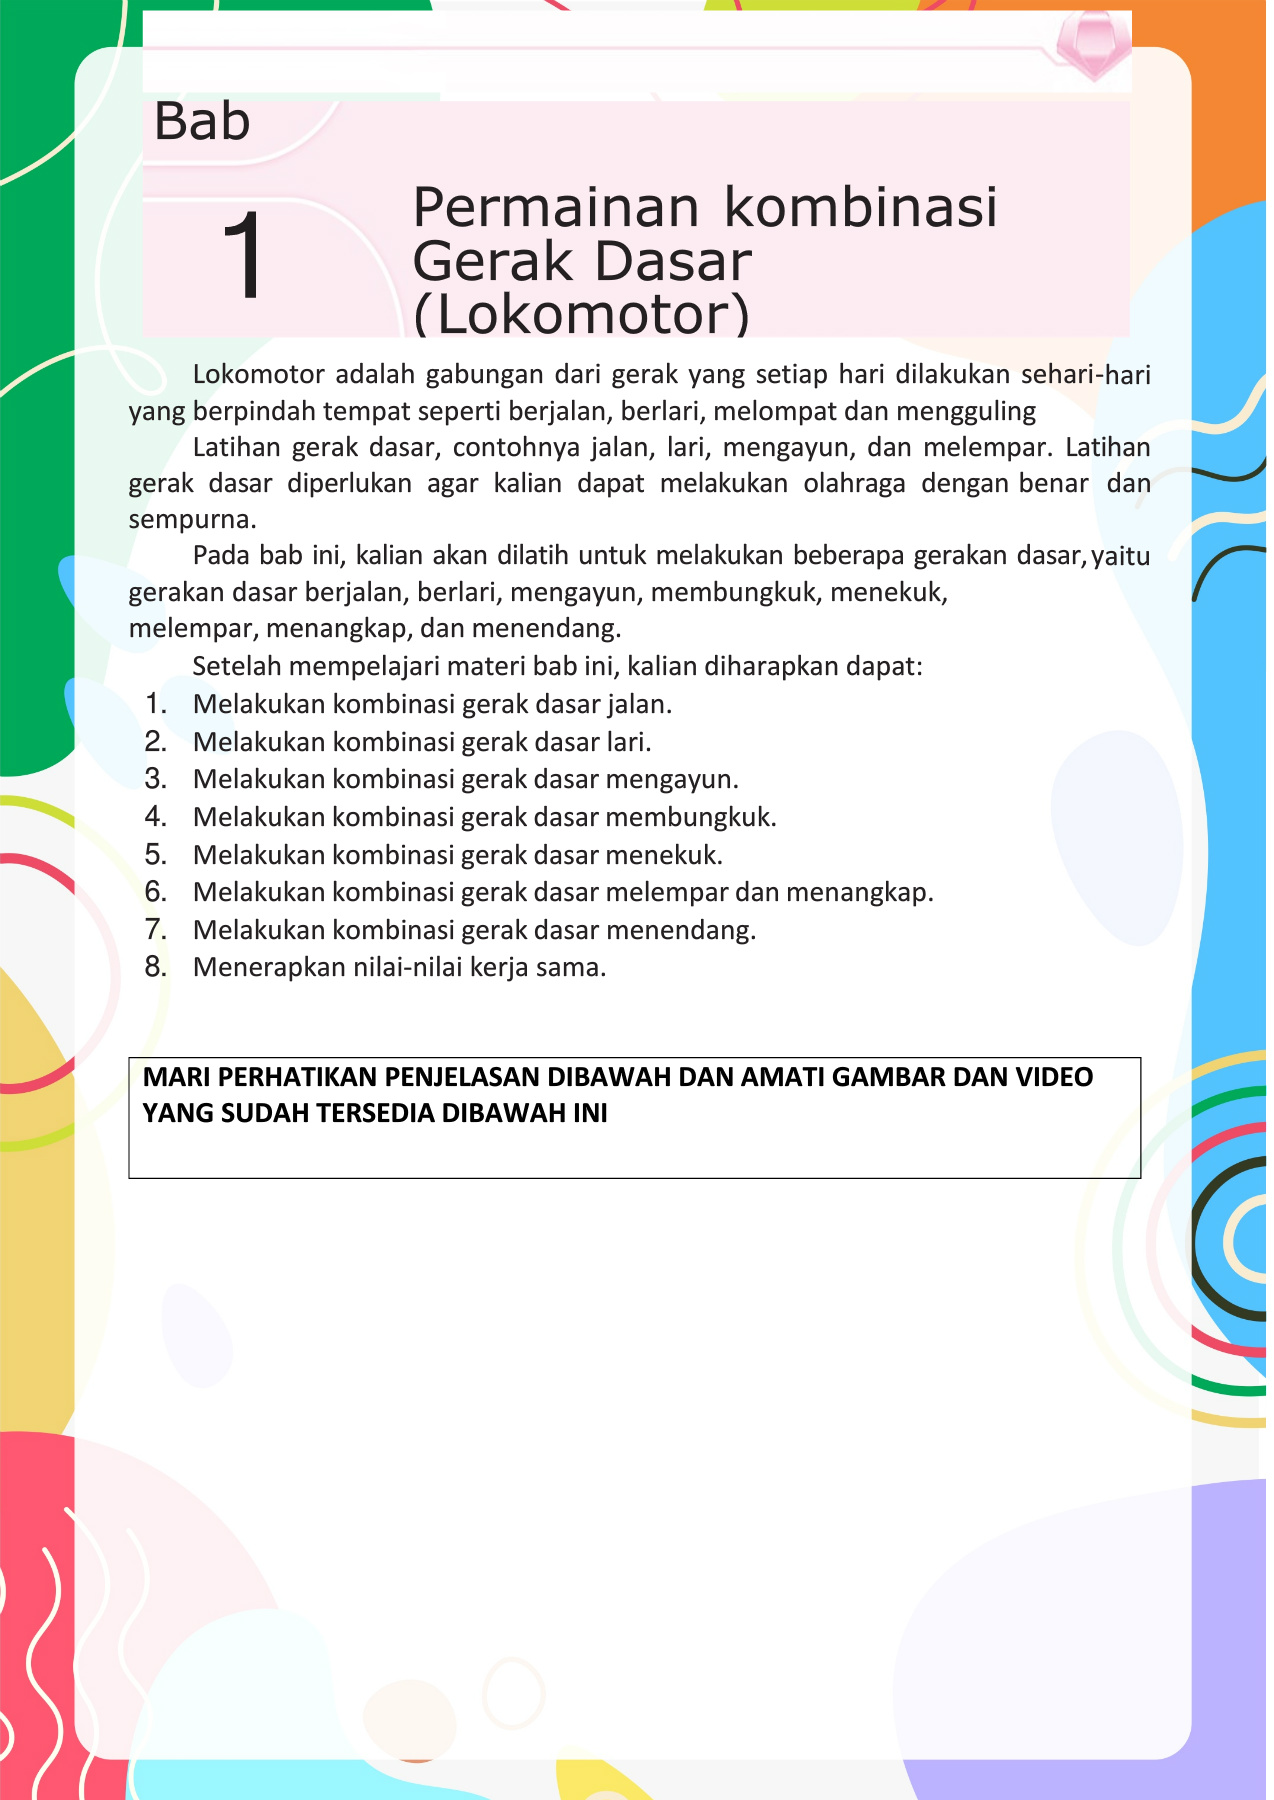 Bab
1
Permainan kombinasi
Gerak Dasar
(Lokomotor)
Lokomotor adalah gabungan dari gerak yang setiap hari dilakukan sehari-hari
yang berpindah tempat seperti berjalan, berlari, melompat dan mengguling
Latihan gerak dasar, contohnya jalan, lari, mengayun, dan melempar. Latihan
gerak dasar diperlukan agar kalian dapat melakukan olahraga dengan benar dan
sempurna.
Pada bab ini, kalian akan dilatih untuk melakukan beberapa gerakan dasar, yaitu
gerakan dasar berjalan, berlari, mengayun, membungkuk, menekuk,
melempar, menangkap, dan menendang.
Setelah mempelajari materi bab ini, kalian diharapkan dapat:
1. Melakukan kombinasi gerak dasar jalan.
2. Melakukan kombinasi gerak dasar lari.
3. Melakukan kombinasi gerak dasar mengayun.
4. Melakukan kombinasi gerak dasar membungkuk.
5. Melakukan kombinasi gerak dasar menekuk.
6. Melakukan kombinasi gerak dasar melempar dan menangkap.
7. Melakukan kombinasi gerak dasar menendang.
8. Menerapkan nilai-nilai kerja sama.
MARI PERHATIKAN PENJELASAN DIBAWAH DAN AMATI GAMBAR DAN VIDEO
YANG SUDAH TERSEDIA DIBAWAH INI